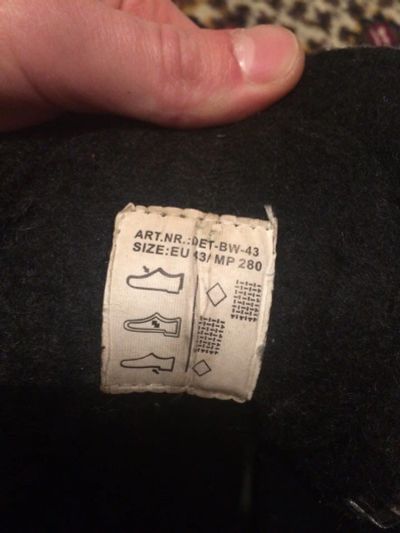 ART.NR.:DET-BW-43
SIZE:EU 43/ MP 280